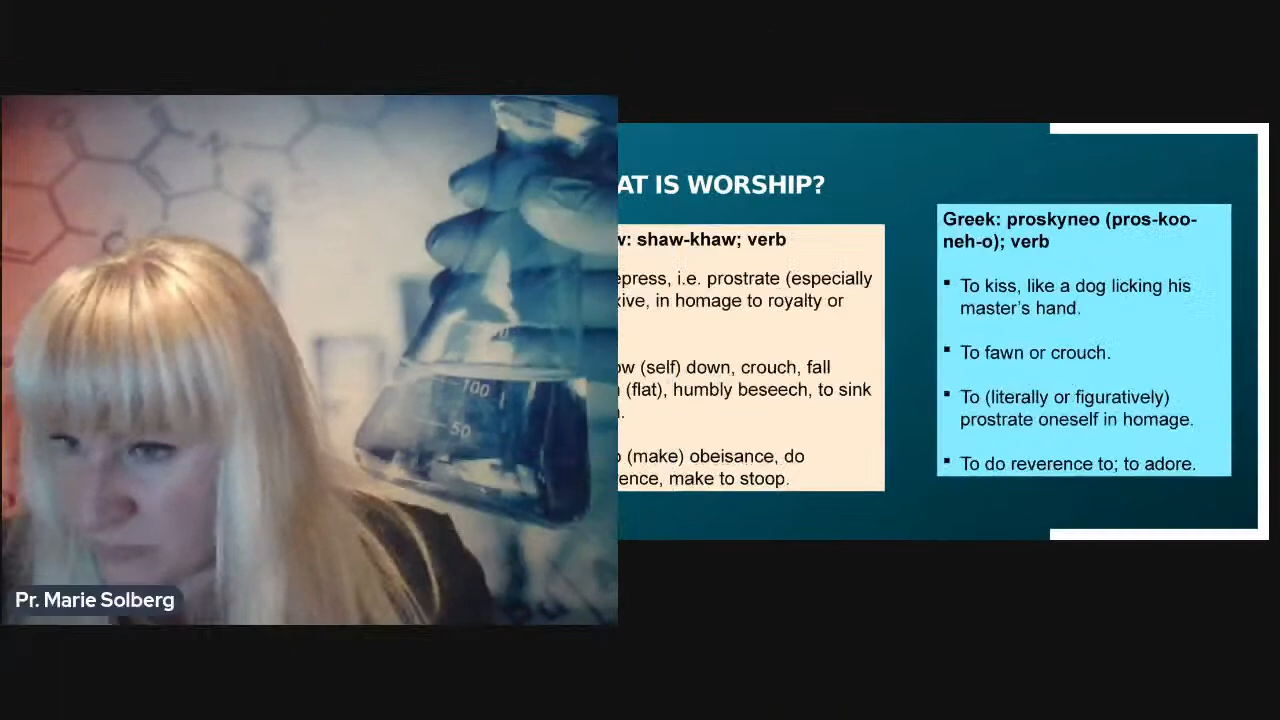 AT IS WORSHIP?
w: shaw-khaw; verb
epress, i.e. prostrate (especially
xive, in homage to royalty or
ow (self) down, crouch, fall
(flat), humbly beseech, to sink
(make) obeisance, do
ence, make to stoop.
Greek: proskyneo (pros-koo-
neh-o); verb
▪ To kiss, like a dog licking his
master's hand.
▪ To fawn or crouch.
▪ To (literally or figuratively)
prostrate oneself in homage.
▪ To do reverence to; to adore.
100
50
Pr. Marie Solberg